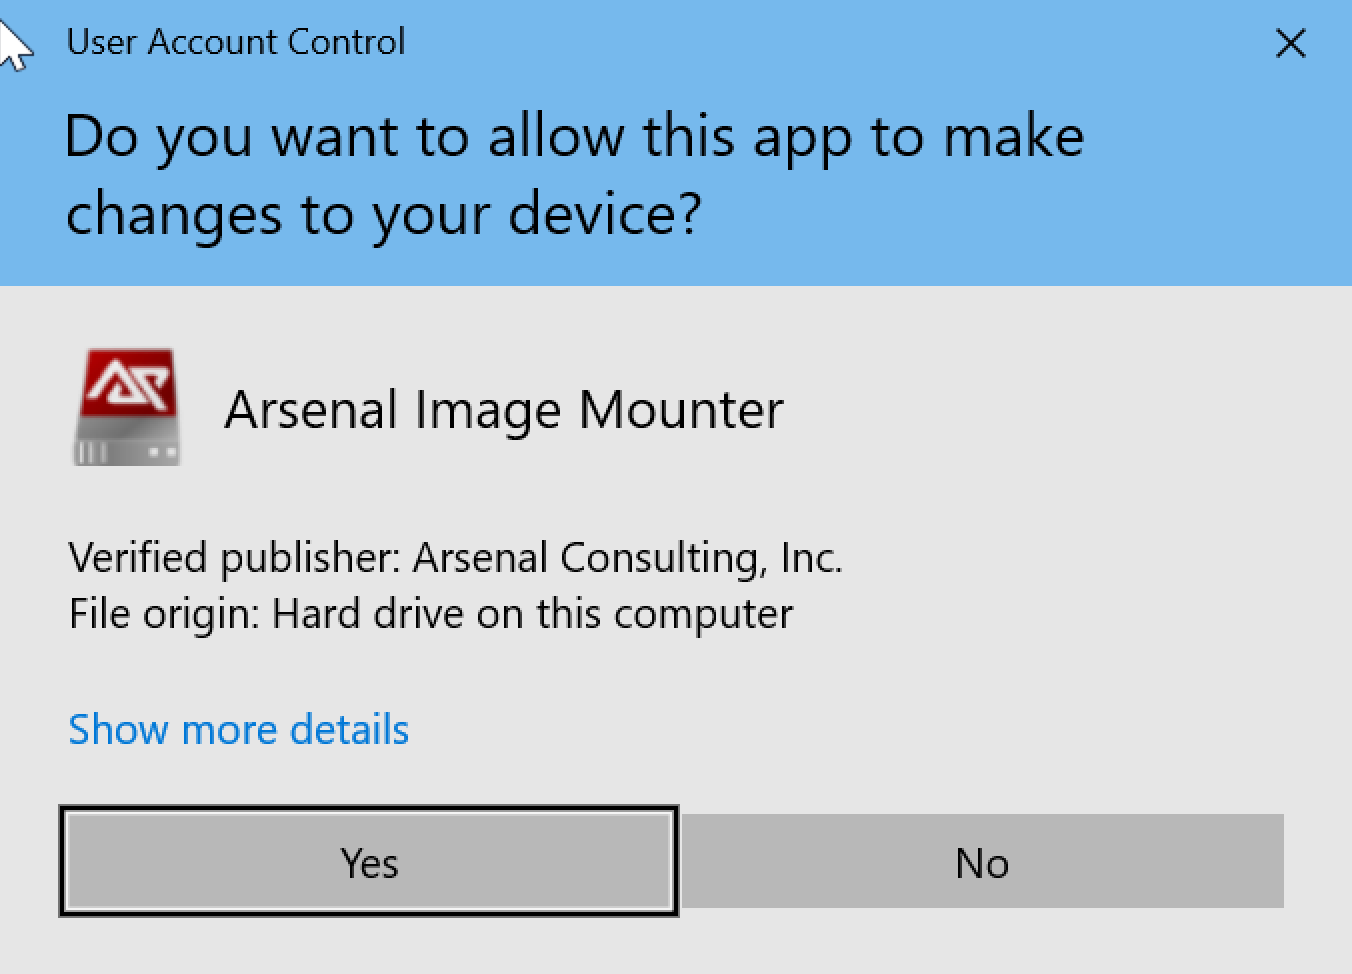 User Account Control
Do you want to allow this app to make
changes to your device?
Arsenal Image Mounter
Verified publisher: Arsenal Consulting, Inc.
File origin: Hard drive on this computer
Show more details
Yes
No